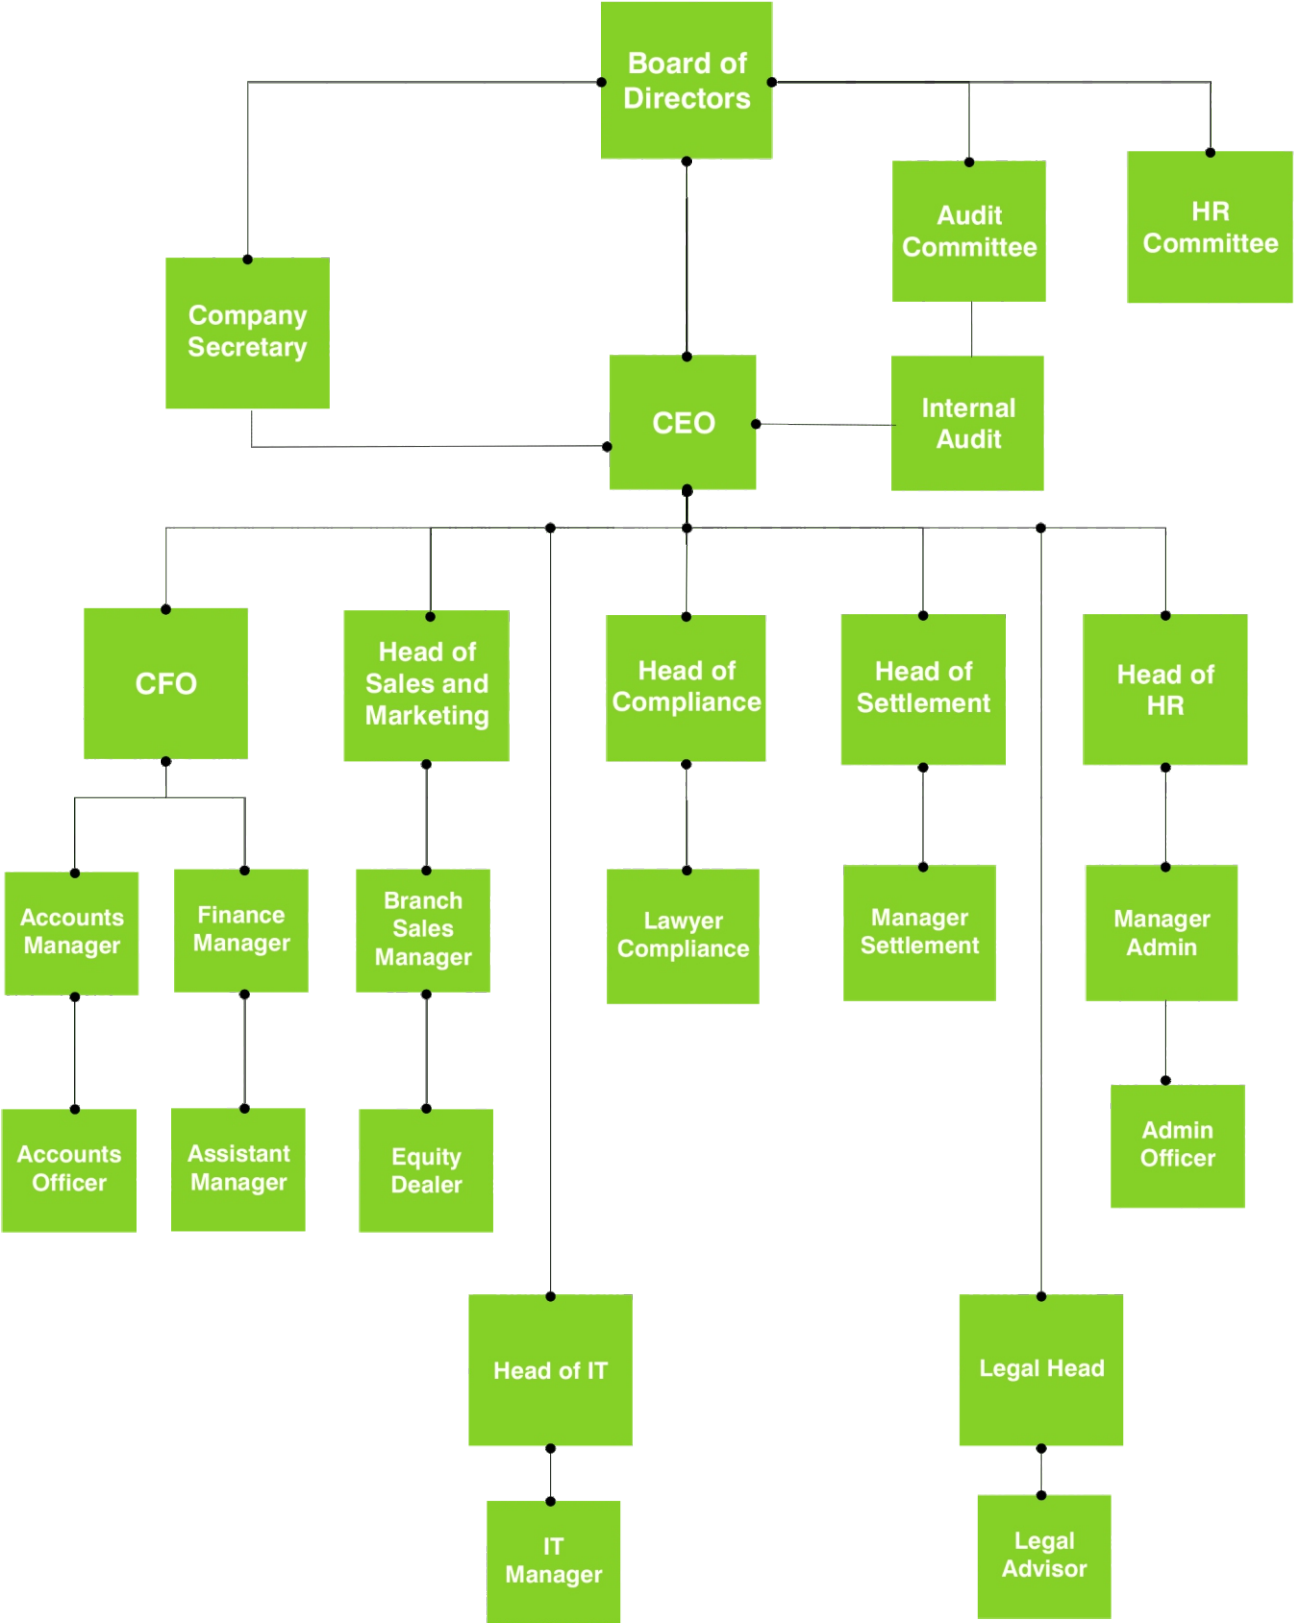 Board of
Directors
Audit
Committee
HR
Committee
Company
Secretary
CEO
Internal
Audit
CFO
Head of
Sales and
Marketing
Head of
Compliance
Head of
Settlement
Head of
HR
Accounts
Manager
Finance
Manager
Branch
Sales
Manager
Lawyer
Compliance
Manager
Settlement
Manager
Admin
Accounts
Officer
Assistant
Manager
Equity
Dealer
Admin
Officer
Head of IT
Legal Head
IT
Manager
Legal
Advisor